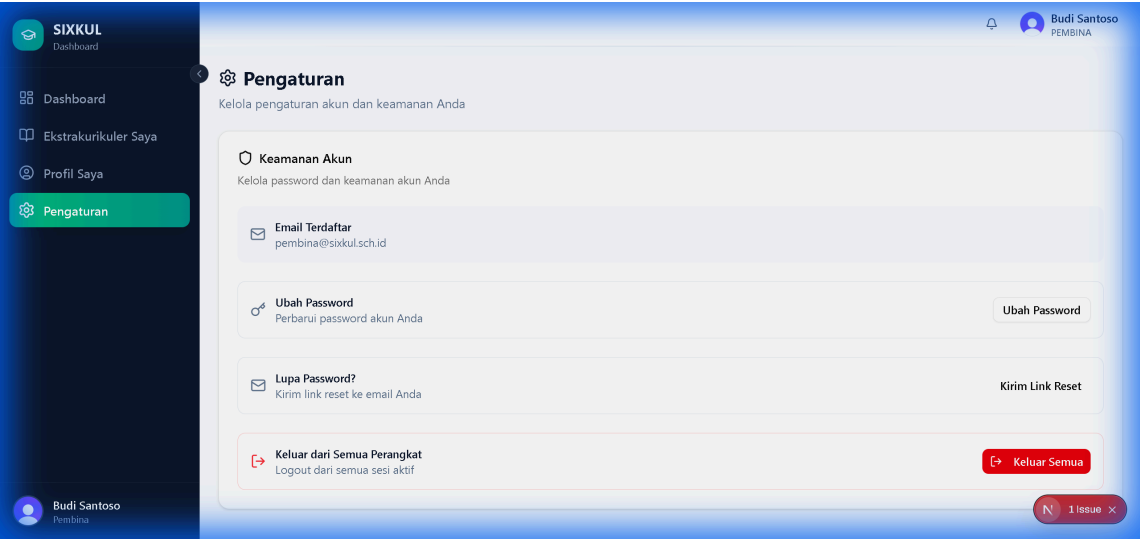 SIXKUL
Dashboard
Dashboard
Ekstrakurikuler Saya
Profil Saya
Pengaturan
Budi Santoso
Pembina
Budi Santoso
PEMBINA
Pengaturan
Kelola pengaturan akun dan keamanan Anda
Keamanan Akun
Kelola password dan keamanan akun Anda
Email Terdaftar
pembina@sixkul.sch.id
Ubah Password
Perbarui password akun Anda
Ubah Password
Lupa Password?
Kirim link reset ke email Anda
Kirim Link Reset
Keluar dari Semua Perangkat
Logout dari semua sesi aktif
Keluar Semua
N 1 Issue